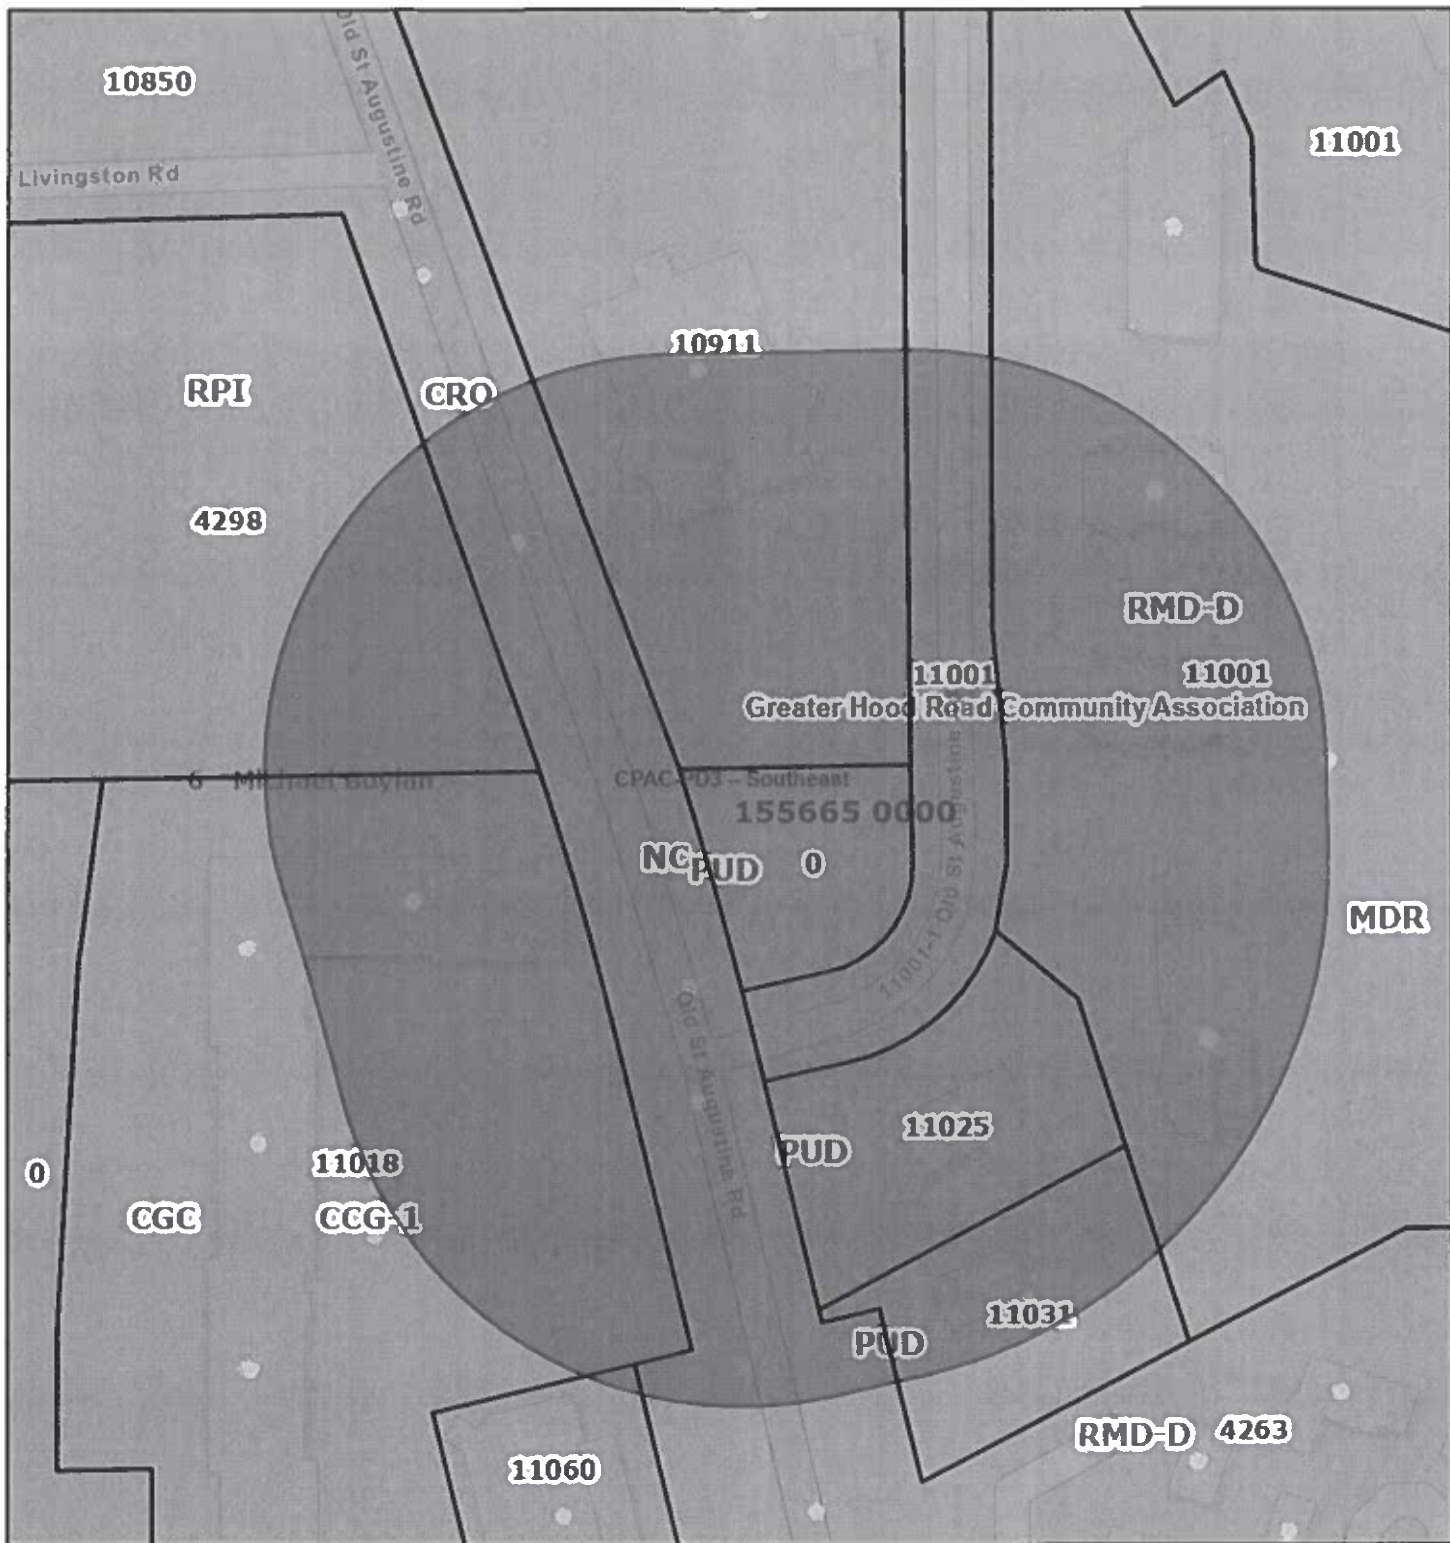 10850
Old St Augustine Rd
11001
Livingston Rd
10911
RPI
CRO
4298
RMD-D
11001
11001
Greater Hood Road Community Association
6 Michael Boylan
CPAC-PD3 – Southeast
155665 0000
NC
PUD
0
11001-1 Old St Augustine
MDR
Old St Augustine Rd
11025
PUD
11018
0
CGC
CCG-1
11031
PUD
RMD-D
4263
11060